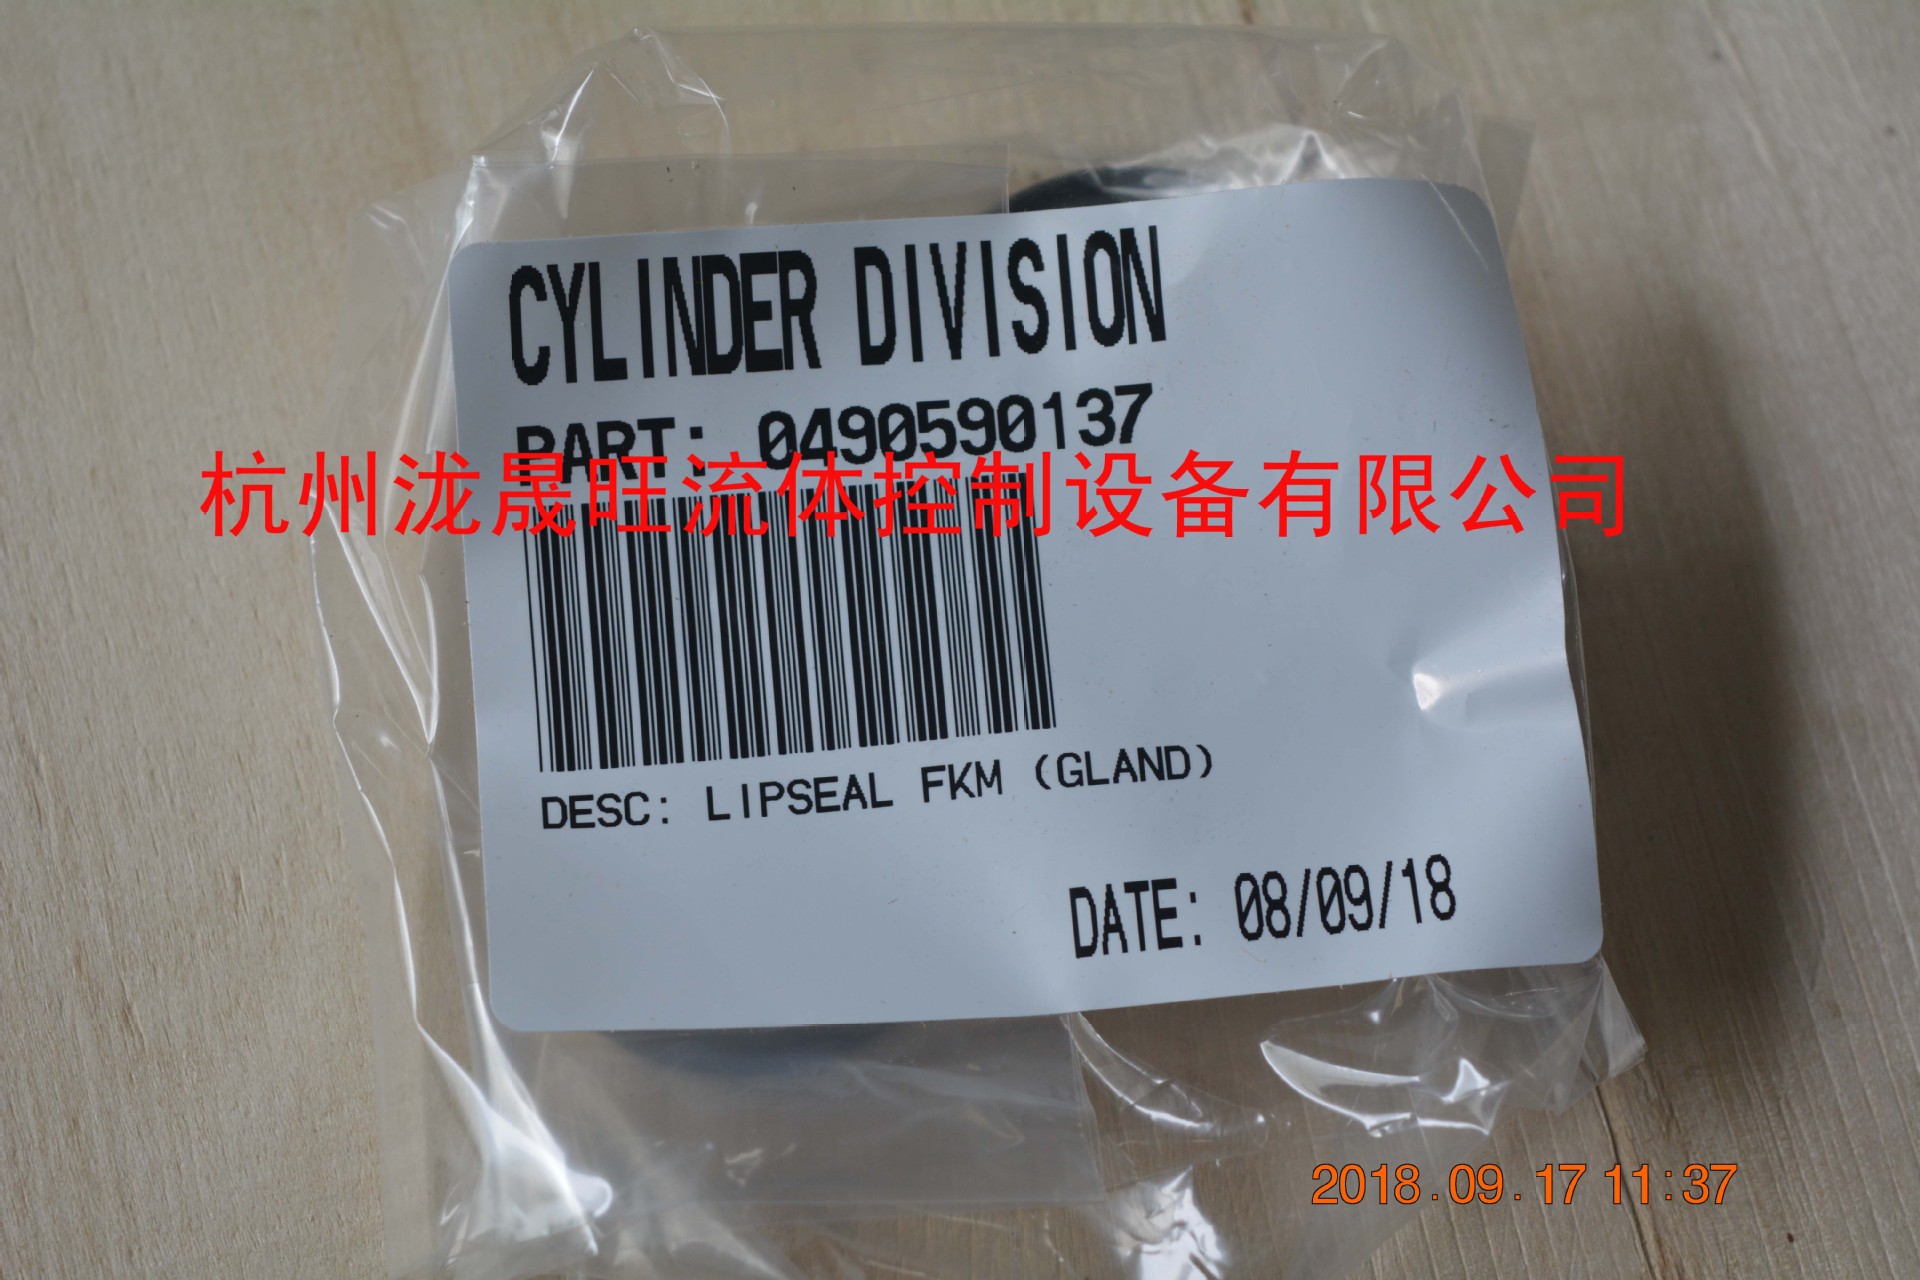 CYLINDER DIVISION
PART: 0490590137
杭州泷晟旺流体控制设备有限公司
DESC: LIPSEAL FKM (GLAND)
DATE: 08/09/18
2018.09.17 11:37